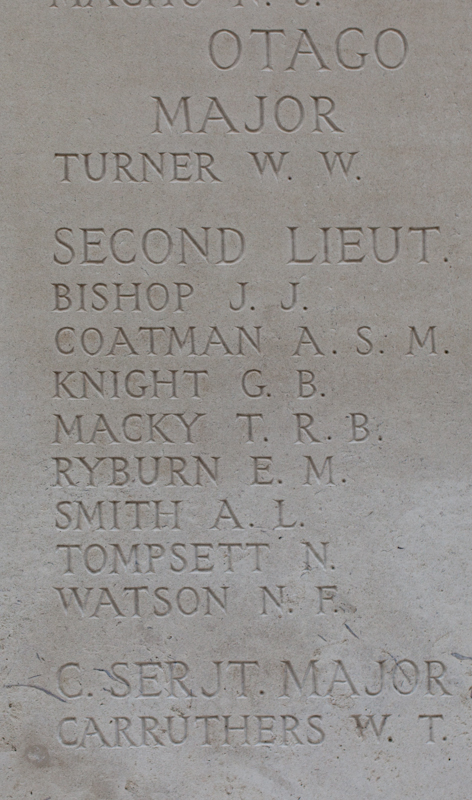 OTAGO
MAJOR
TURNER W. W.
SECOND LIEUT.
BISHOP J. J.
COATMAN A. S. M.
KNIGHT G. B.
MACKY T. R. B.
RYBURN E. M.
SMITH A. L.
TOMPSETT N.
WATSON N. F.
C. SERJT. MAJOR
CARRUTHERS W. T.